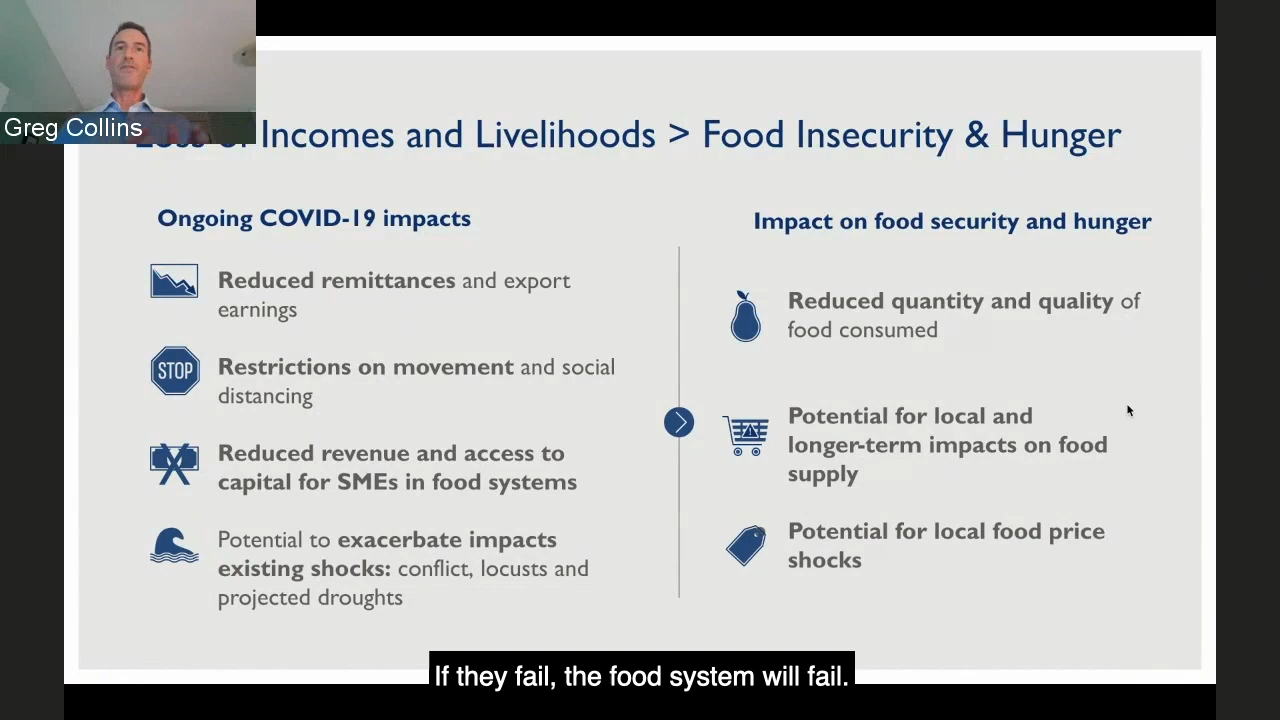 Greg Collins
Incomes and Livelihoods > Food Insecurity & Hunger
Ongoing COVID-19 impacts
Reduced remittances and export
earnings
STOP
Restrictions on movement and social
distancing
Reduced revenue and access to
capital for SMEs in food systems
Potential to exacerbate impacts
existing shocks: conflict, locusts and
projected droughts
Impact on food security and hunger
Reduced quantity and quality of
food consumed
Potential for local and
longer-term impacts on food
supply
Potential for local food price
shocks
If they fail, the food system will fail.